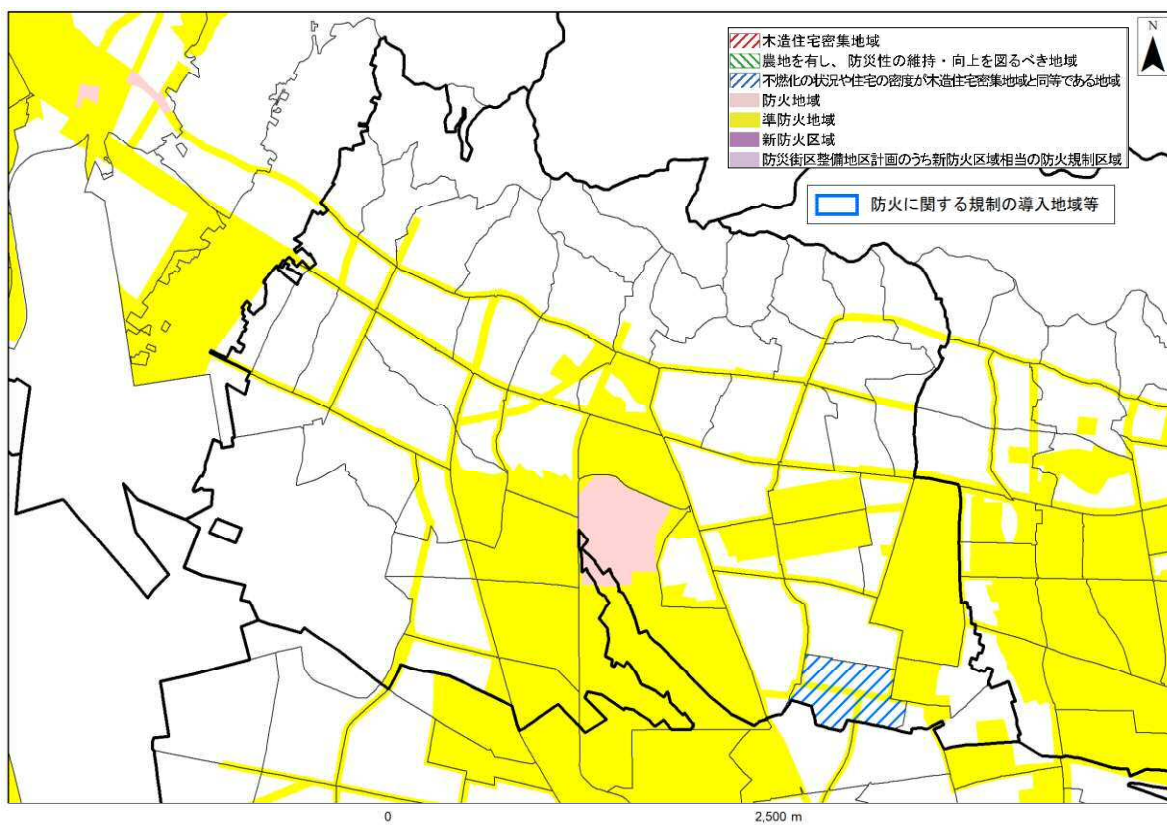 N
木造住宅密集地域
農地を有し、防災性の維持・向上を図るべき地域
不燃化の状況や住宅の密度が木造住宅密集地域と同等である地域
防火地域
準防火地域
新防火区域
防災街区整備地区計画のうち新防火区域相当の防火規制区域
防火に関する規制の導入地域等
0
2,500 m